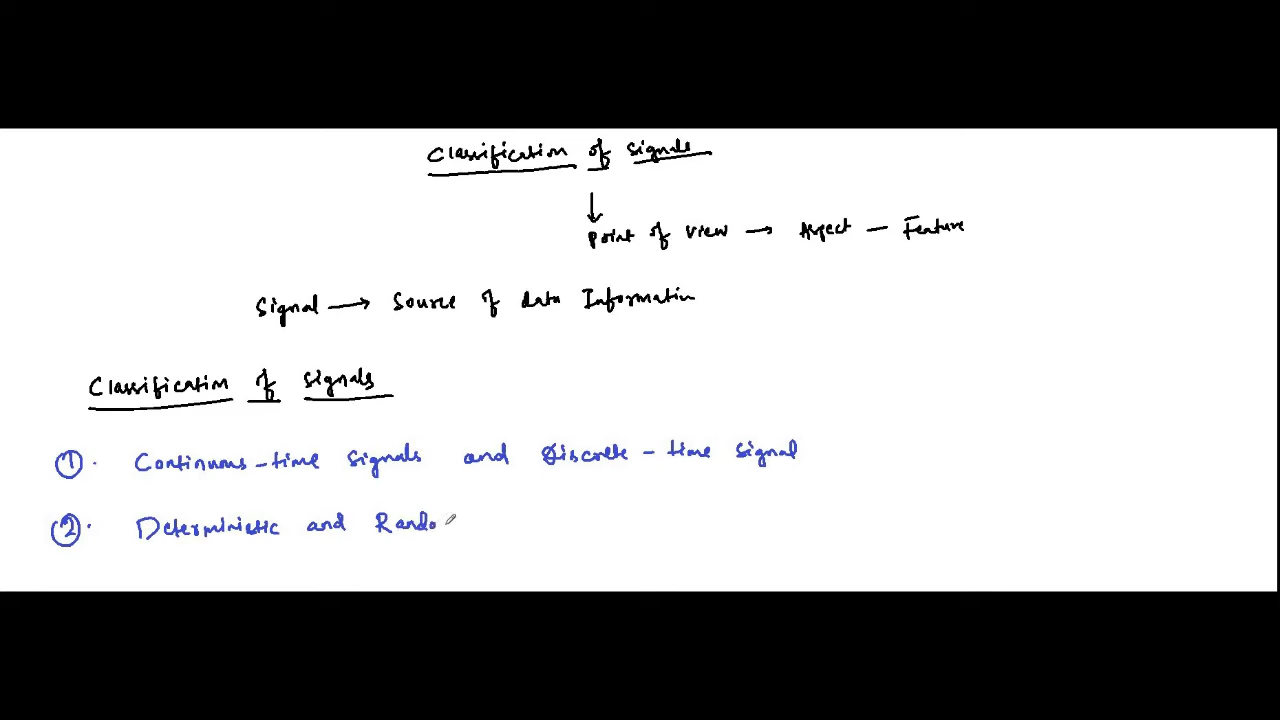 Classification of signals
↓
Point of view → Aspect — Feature
Signal → Source of data Information
Classification of signals
①. Continuous-time signals and Discrete-time signal
②. Deterministic and Rando